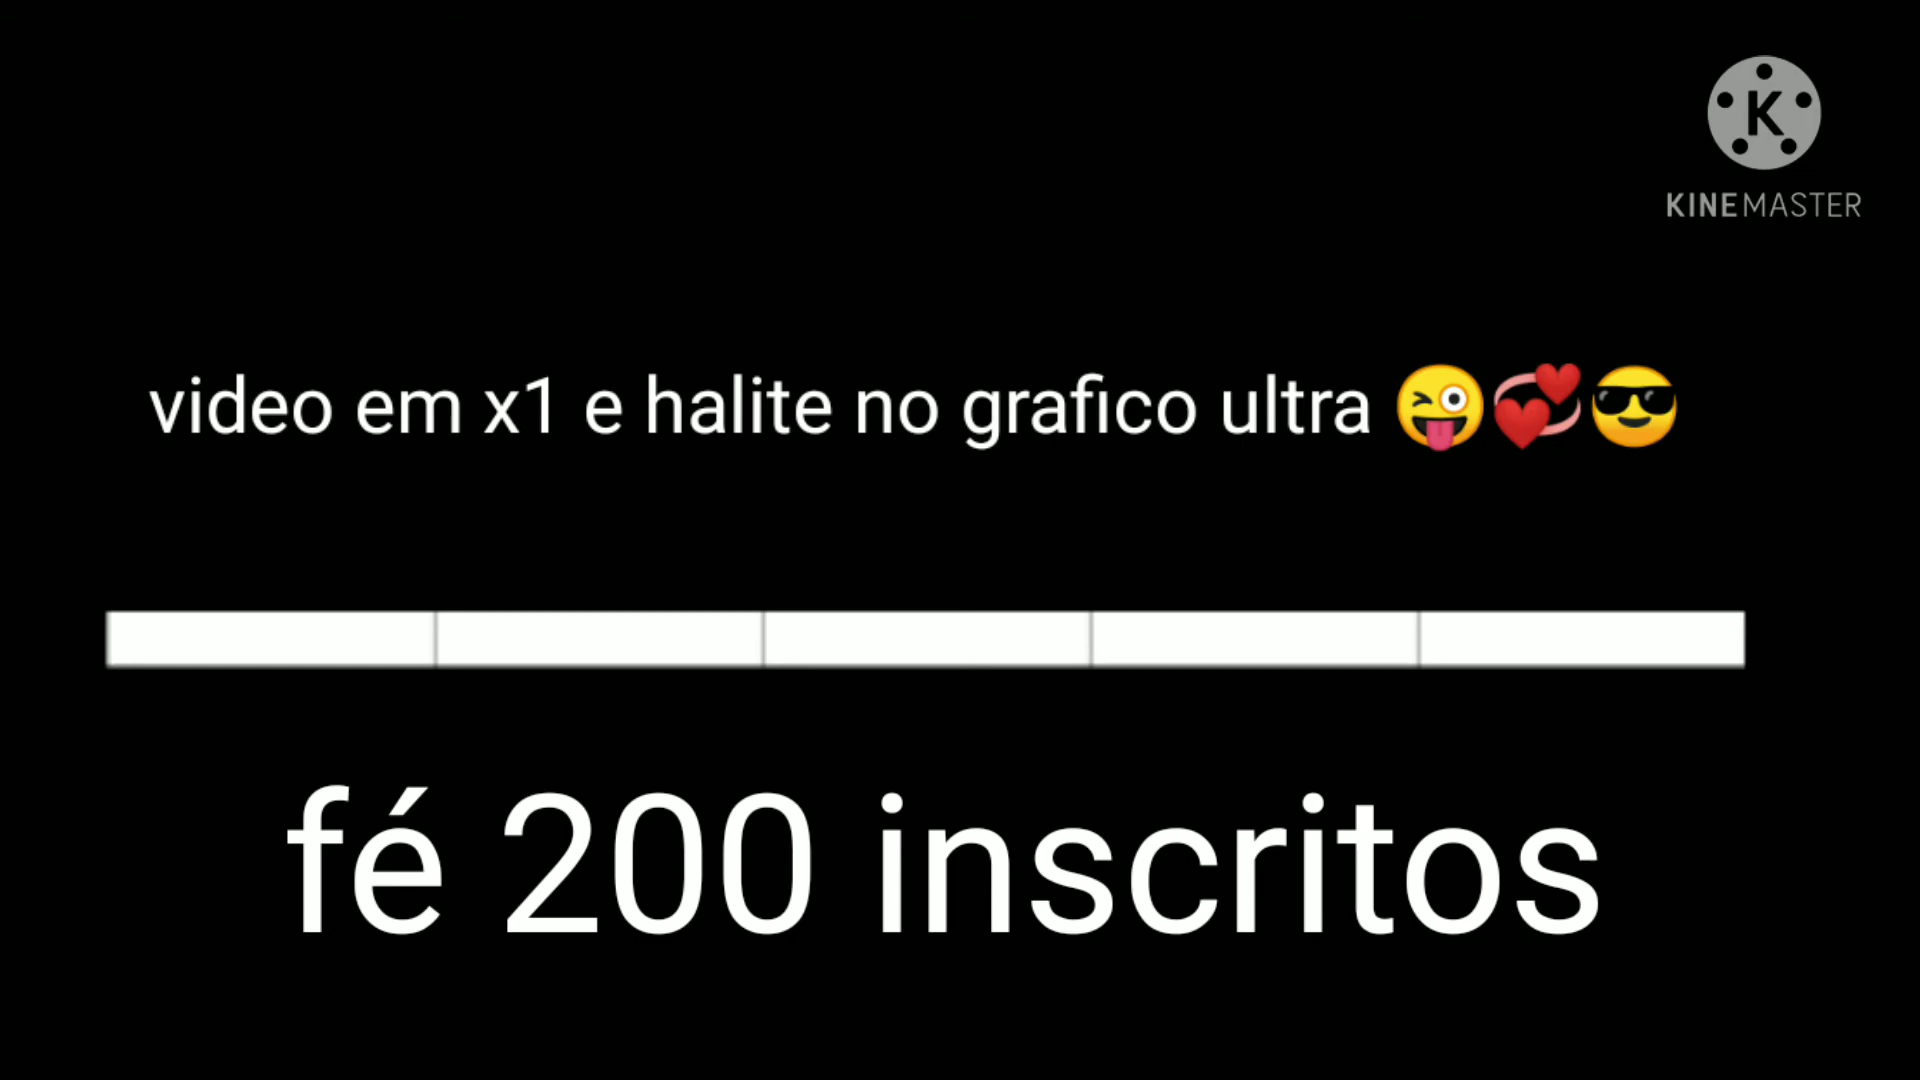 K
KINEMASTER
video em x1 e halite no grafico ultra 😜💞😎
fé 200 inscritos